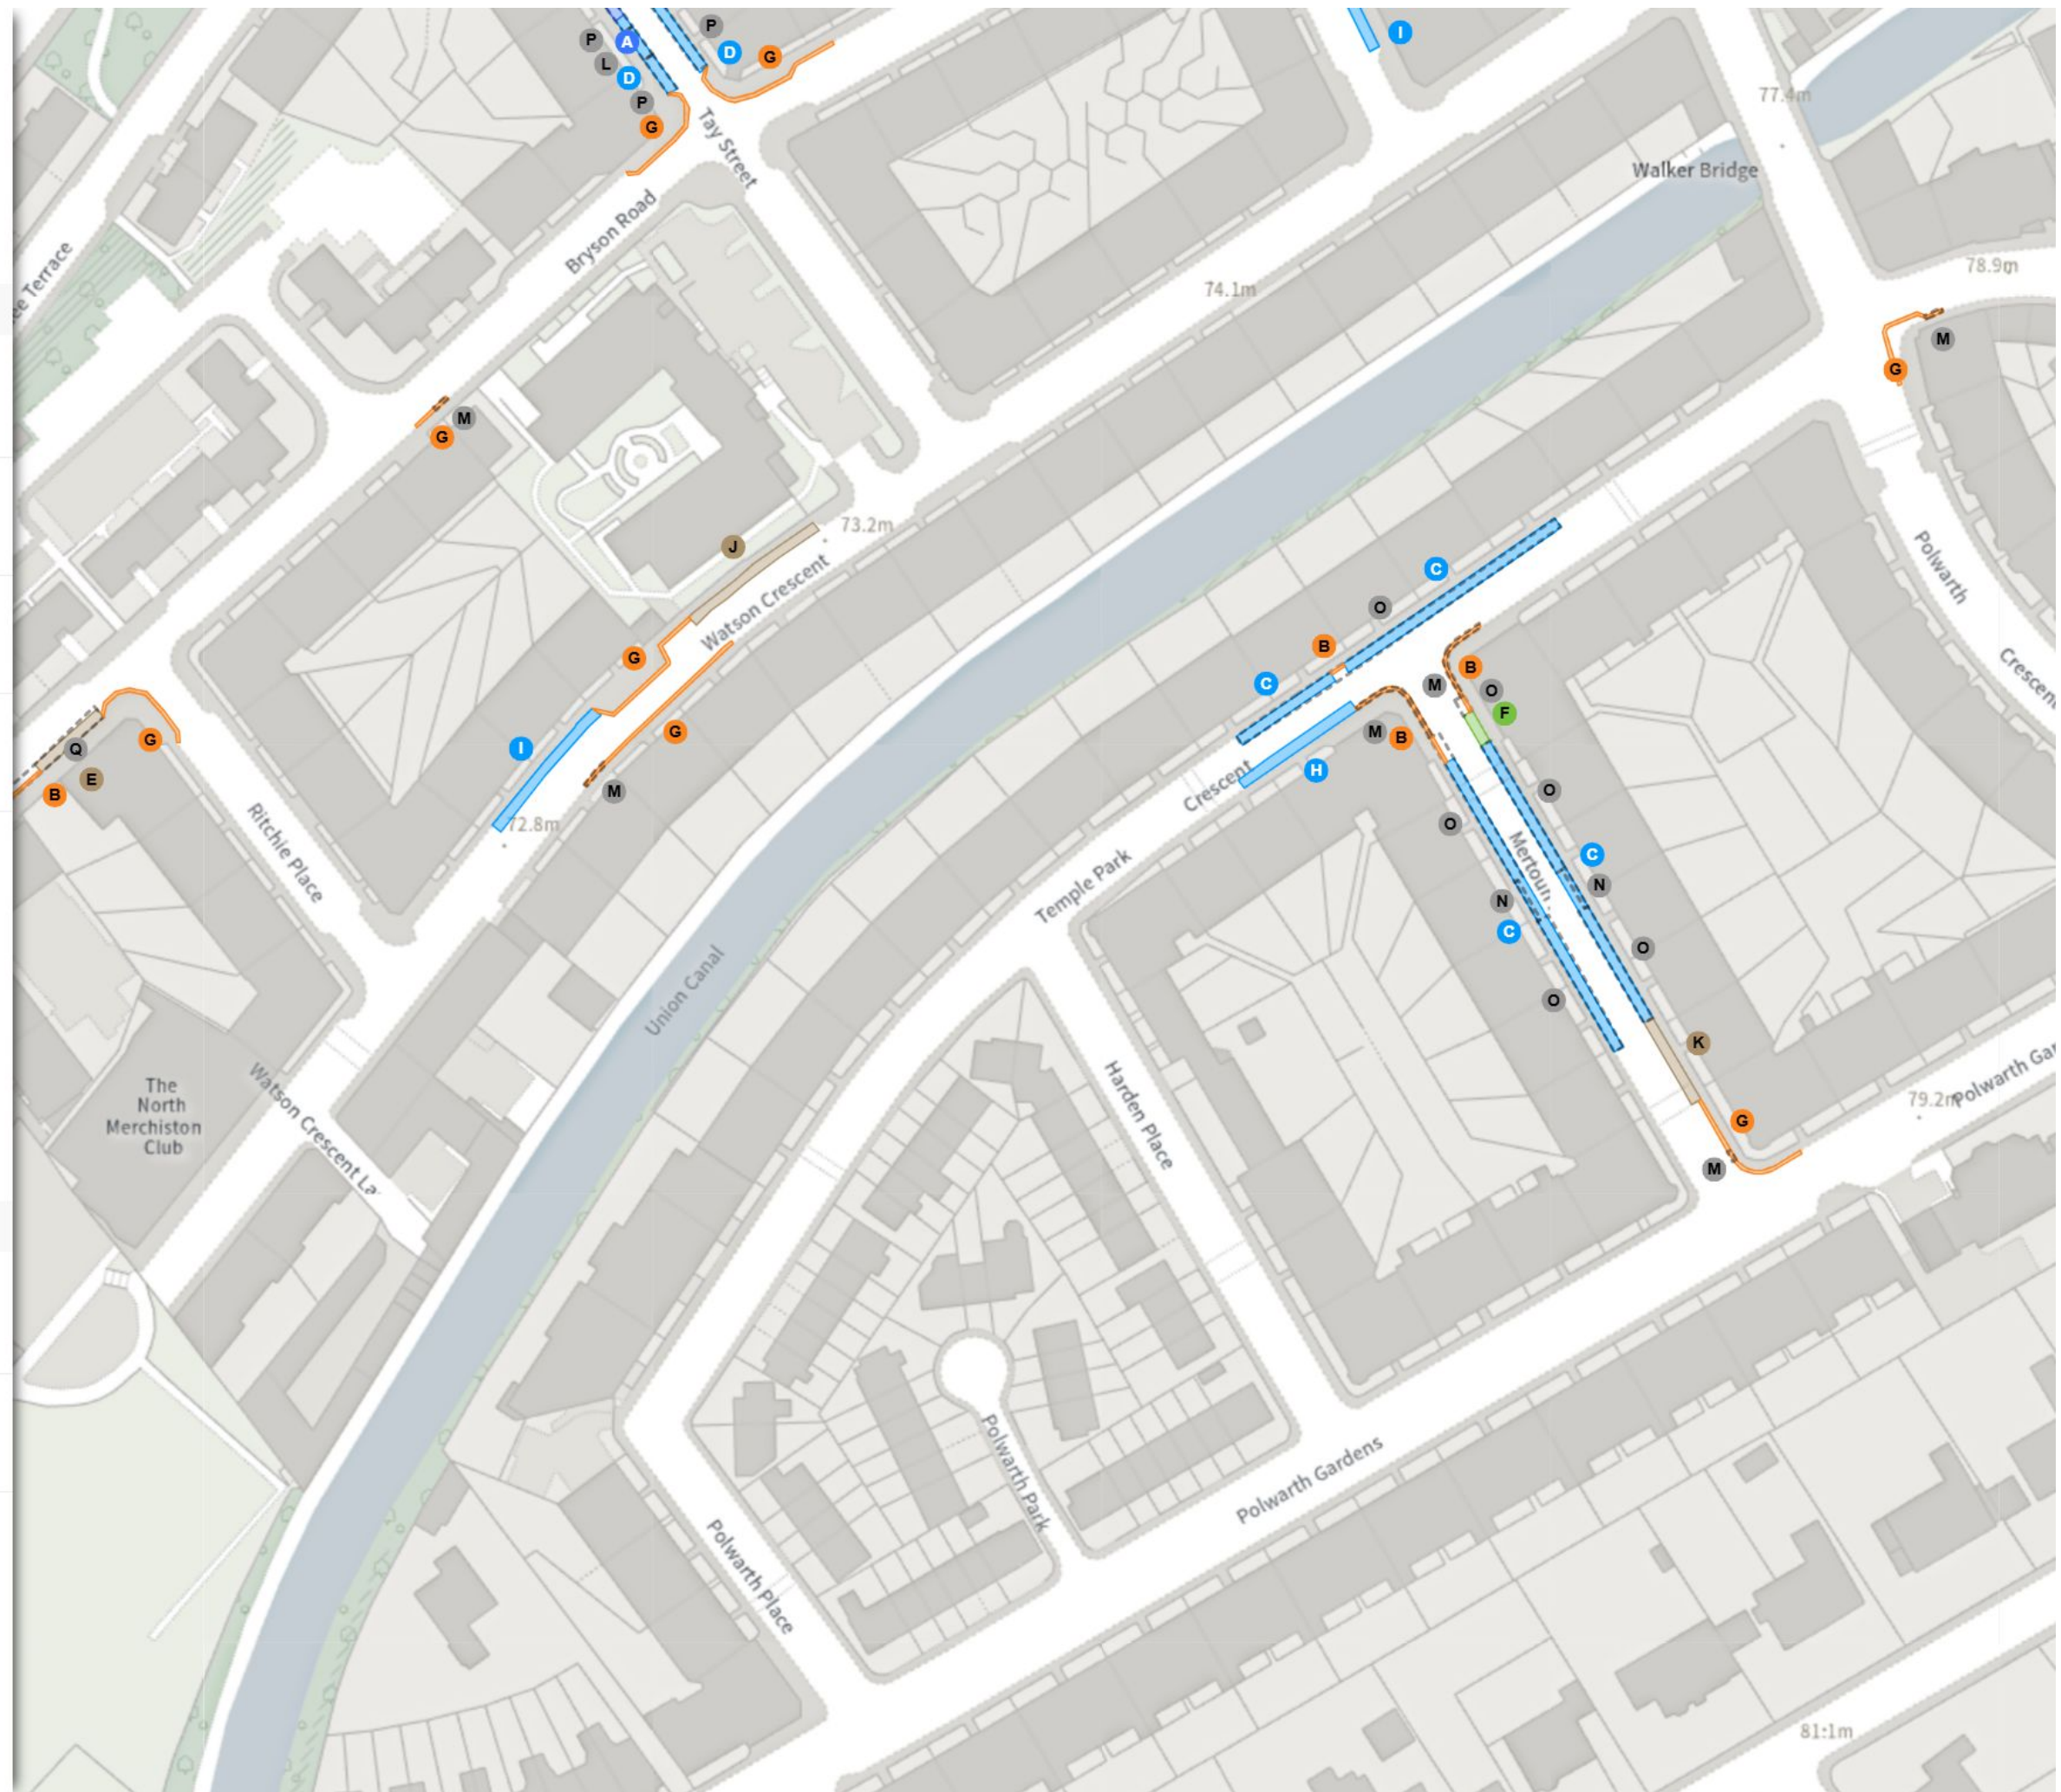 P
A
L
D
P
G
P
D
G
I
77.4m
Tay Street
Walker Bridge
Bryson Road
ee Terrace
78.9m
74.1m
M
G
M
G
73.2m
J
Watson Crescent
Polwarth
Crescent
C
O
B
C
G
G
I
M
72.8m
M
B
O
F
M
B
H
Crescent
Q
E
B
G
Ritchie Place
O
O
Mertoun
C
N
N
C
O
O
Temple Park
Union Canal
K
G
M
79.2m
Polwarth Gar
The
North
Merchiston
Club
Watson Crescent La
Harden Place
Polwarth Park
Polwarth Gardens
Polwarth Place
81.1m